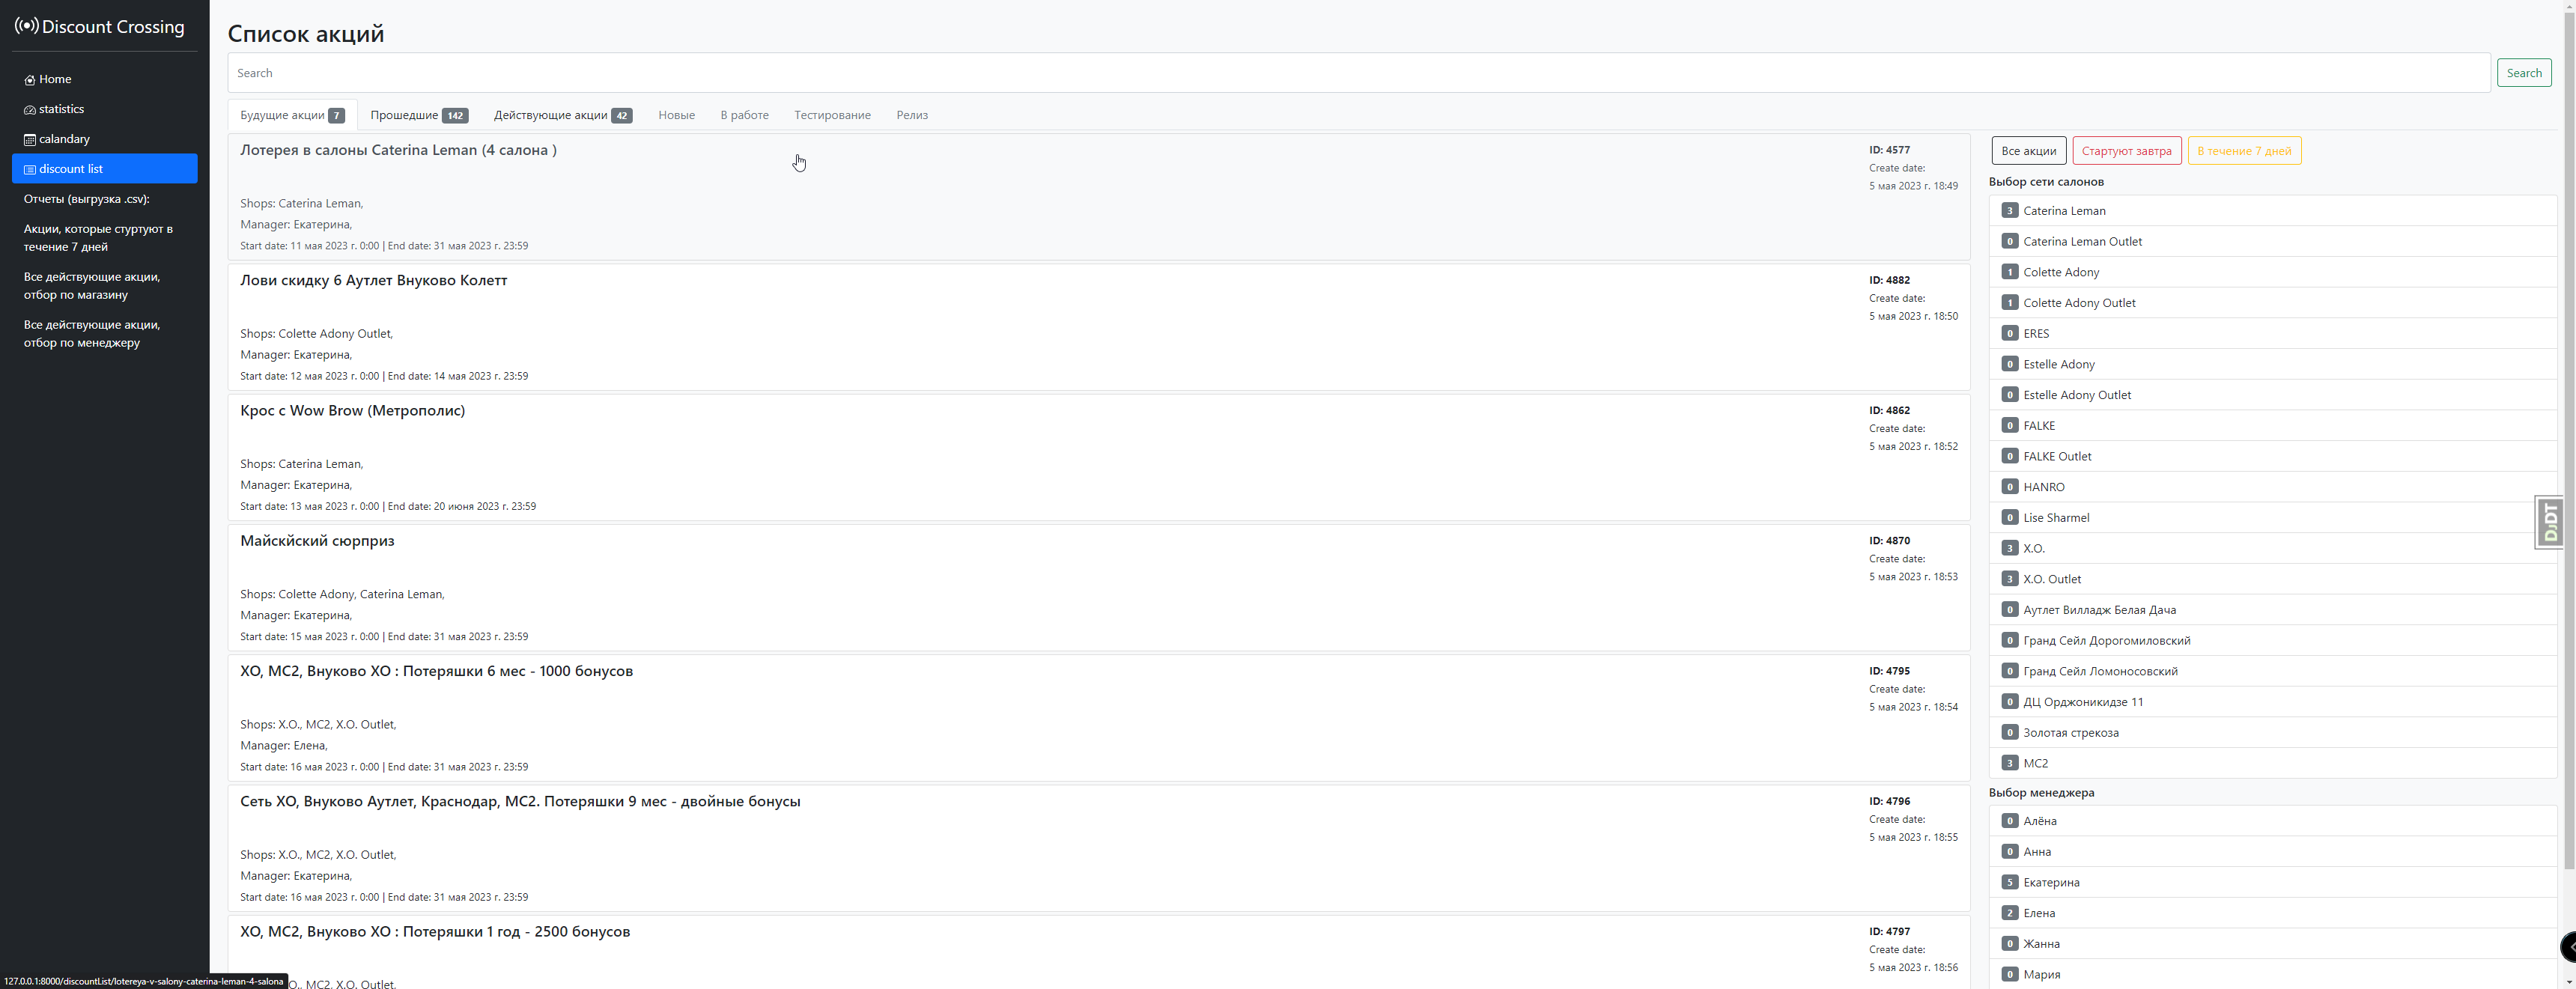 Discount Crossing
Home
statistics
calandary
discount list
Отчеты (выгрузка .csv):
Акции, которые стуртуют в
течение 7 дней
Все действующие акции,
отбор по магазину
Все действующие акции,
отбор по менеджеру
Список акций
Search
Search
Будущие акции 7 Прошедшие 142 Действующие акции 42 Новые В работе Тестирование Релиз
Лотерея в салоны Caterina Leman (4 салона )
ID: 4577
Create date:
5 мая 2023 г. 18:49
Shops: Caterina Leman,
Manager: Екатерина,
Start date: 11 мая 2023 г. 0:00 | End date: 31 мая 2023 г. 23:59
Лови скидку 6 Аутлет Внуково Колетт
ID: 4882
Create date:
5 мая 2023 г. 18:50
Shops: Colette Adony Outlet,
Manager: Екатерина,
Start date: 12 мая 2023 г. 0:00 | End date: 14 мая 2023 г. 23:59
Крос с Wow Brow (Метрополис)
ID: 4862
Create date:
5 мая 2023 г. 18:52
Shops: Caterina Leman,
Manager: Екатерина,
Start date: 13 мая 2023 г. 0:00 | End date: 20 июня 2023 г. 23:59
Майскйский сюрприз
ID: 4870
Create date:
5 мая 2023 г. 18:53
Shops: Colette Adony, Caterina Leman,
Manager: Екатерина,
Start date: 15 мая 2023 г. 0:00 | End date: 31 мая 2023 г. 23:59
ХО, МС2, Внуково ХО : Потеряшки 6 мес - 1000 бонусов
ID: 4795
Create date:
5 мая 2023 г. 18:54
Shops: X.O., MC2, X.O. Outlet,
Manager: Елена,
Start date: 16 мая 2023 г. 0:00 | End date: 31 мая 2023 г. 23:59
Сеть ХО, Внуково Аутлет, Краснодар, МС2. Потеряшки 9 мес - двойные бонусы
ID: 4796
Create date:
5 мая 2023 г. 18:55
Shops: X.O., MC2, X.O. Outlet,
Manager: Екатерина,
Start date: 16 мая 2023 г. 0:00 | End date: 31 мая 2023 г. 23:59
ХО, МС2, Внуково ХО : Потеряшки 1 год - 2500 бонусов
ID: 4797
Create date:
5 мая 2023 г. 18:56
O., MC2, X.O. Outlet,
Все акции Стартуют завтра В течение 7 дней
Выбор сети салонов
3 Caterina Leman
0 Caterina Leman Outlet
1 Colette Adony
1 Colette Adony Outlet
0 ERES
0 Estelle Adony
0 Estelle Adony Outlet
0 FALKE
0 FALKE Outlet
0 HANRO
0 Lise Sharmel
3 X.O.
3 X.O. Outlet
0 Аутлет Вилладж Белая Дача
0 Гранд Сейл Дорогомиловский
0 Гранд Сейл Ломоносовский
0 ДЦ Орджоникидзе 11
0 Золотая стрекоза
3 МС2
Выбор менеджера
0 Алёна
0 Анна
5 Екатерина
2 Елена
0 Жанна
0 Мария
DjDT
127.0.0.1:8000/discountList/lotereya-v-salony-caterina-leman-4-salona